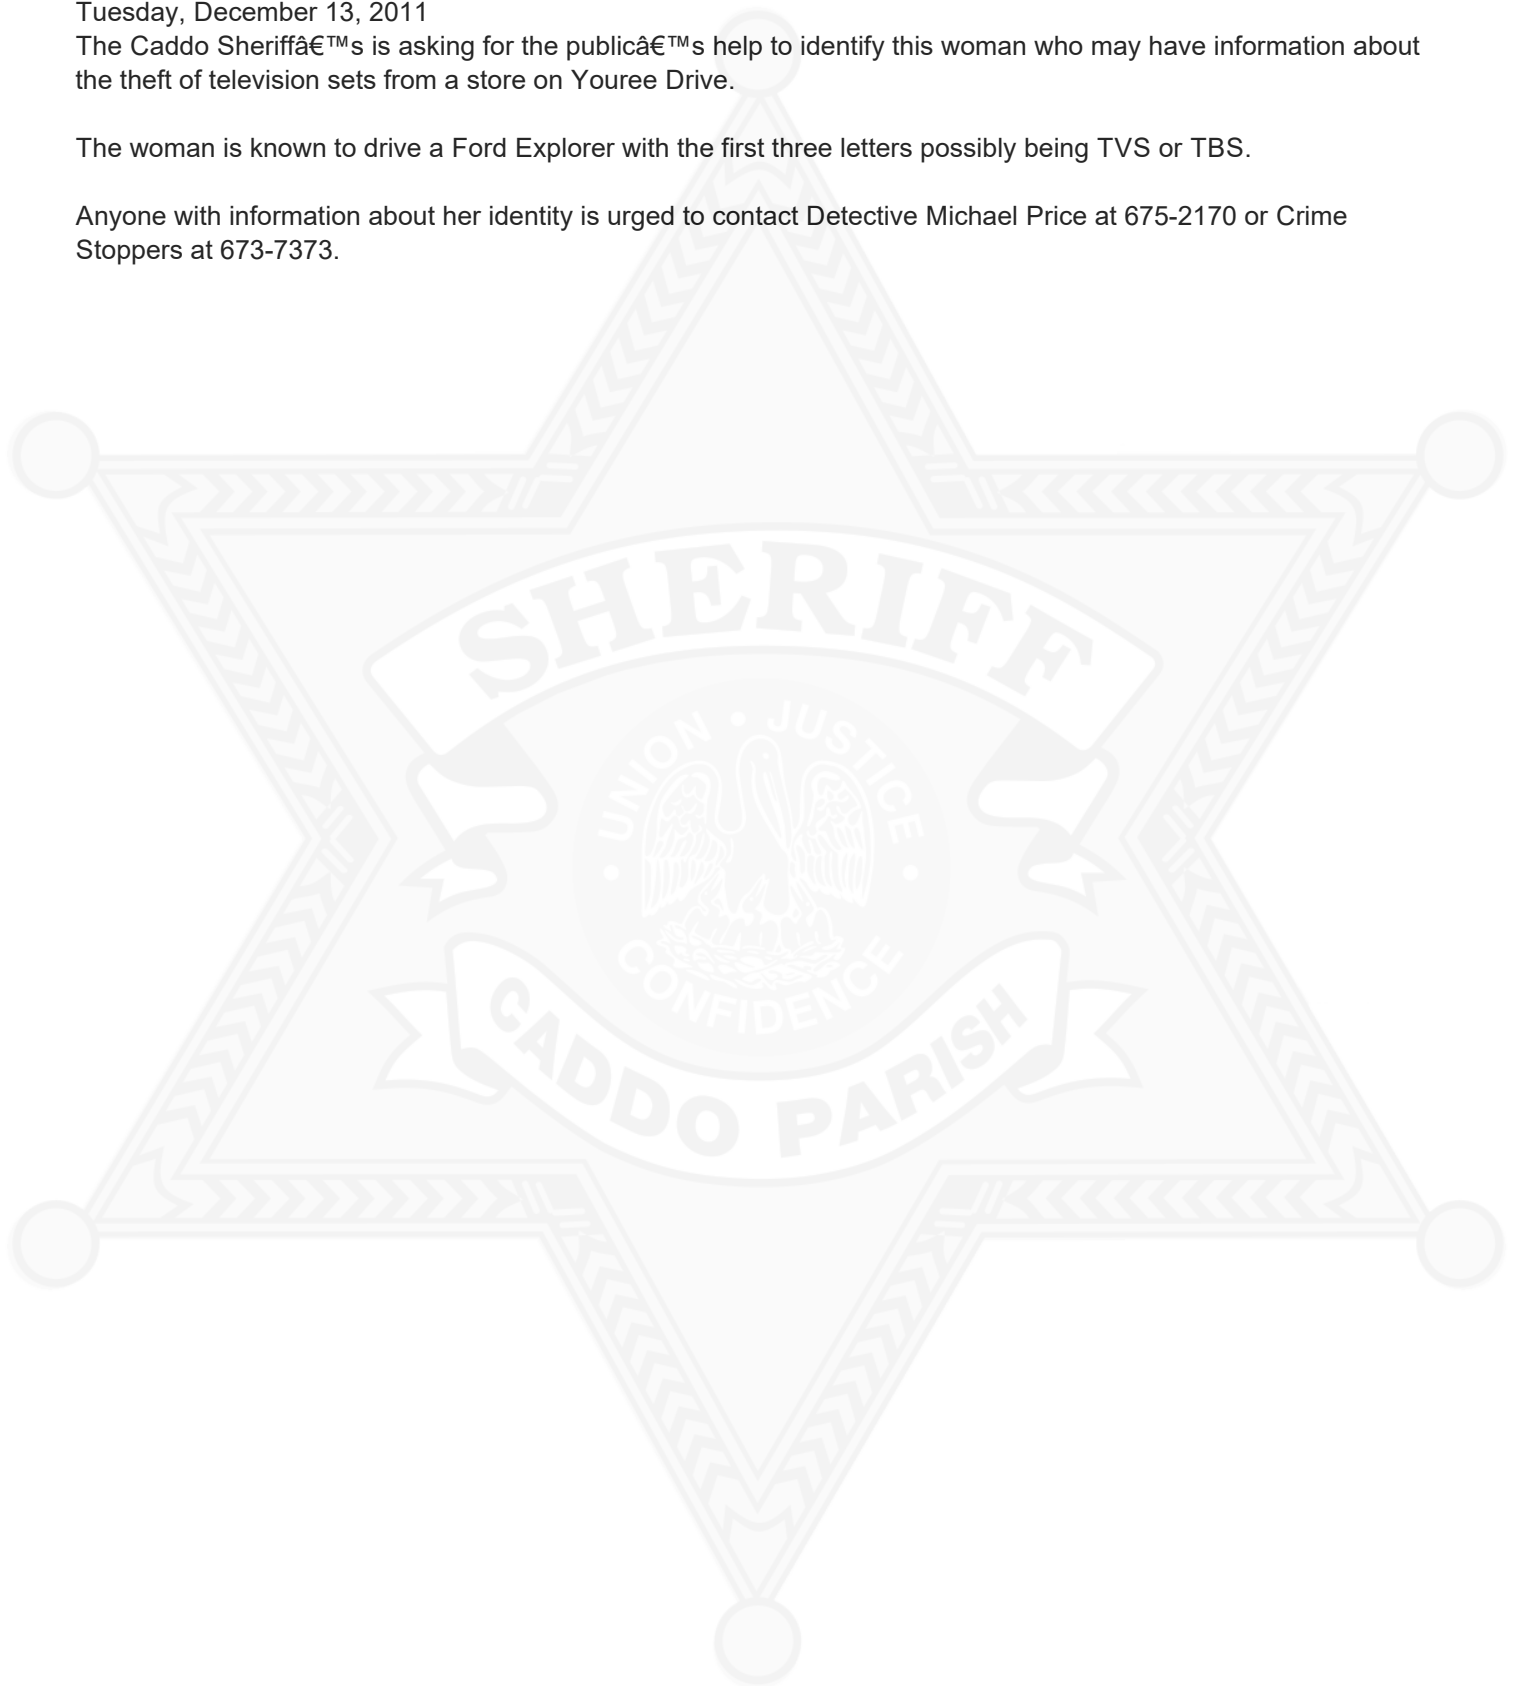 Tuesday, December 13, 2011
The Caddo Sheriffâ€™s is asking for the publicâ€™s help to identify this woman who may have information about
the theft of television sets from a store on Youree Drive.
The woman is known to drive a Ford Explorer with the first three letters possibly being TVS or TBS.
Anyone with information about her identity is urged to contact Detective Michael Price at 675-2170 or Crime
Stoppers at 673-7373.
SHERIFF
UNION • JUSTICE
• CONFIDENCE •
CADDO PARISH